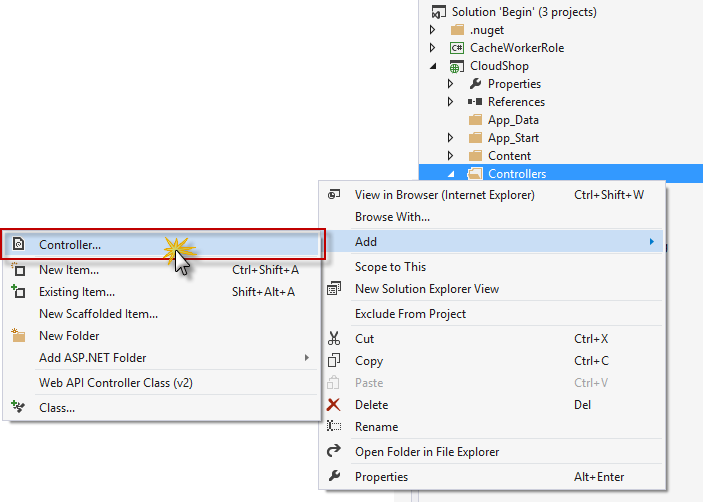 Solution 'Begin' (3 projects)
.nuget
CacheWorkerRole
CloudShop
Properties
References
App_Data
App_Start
Content
Controllers
View in Browser (Internet Explorer) Ctrl+Shift+W
Browse With...
Add
Scope to This
New Solution Explorer View
Exclude From Project
Cut Ctrl+X
Copy Ctrl+C
Paste Ctrl+V
Delete Del
Rename
Open Folder in File Explorer
Properties Alt+Enter
Controller...
New Item... Ctrl+Shift+A
Existing Item... Shift+Alt+A
New Scaffolded Item...
New Folder
Add ASP.NET Folder
Web API Controller Class (v2)
Class...